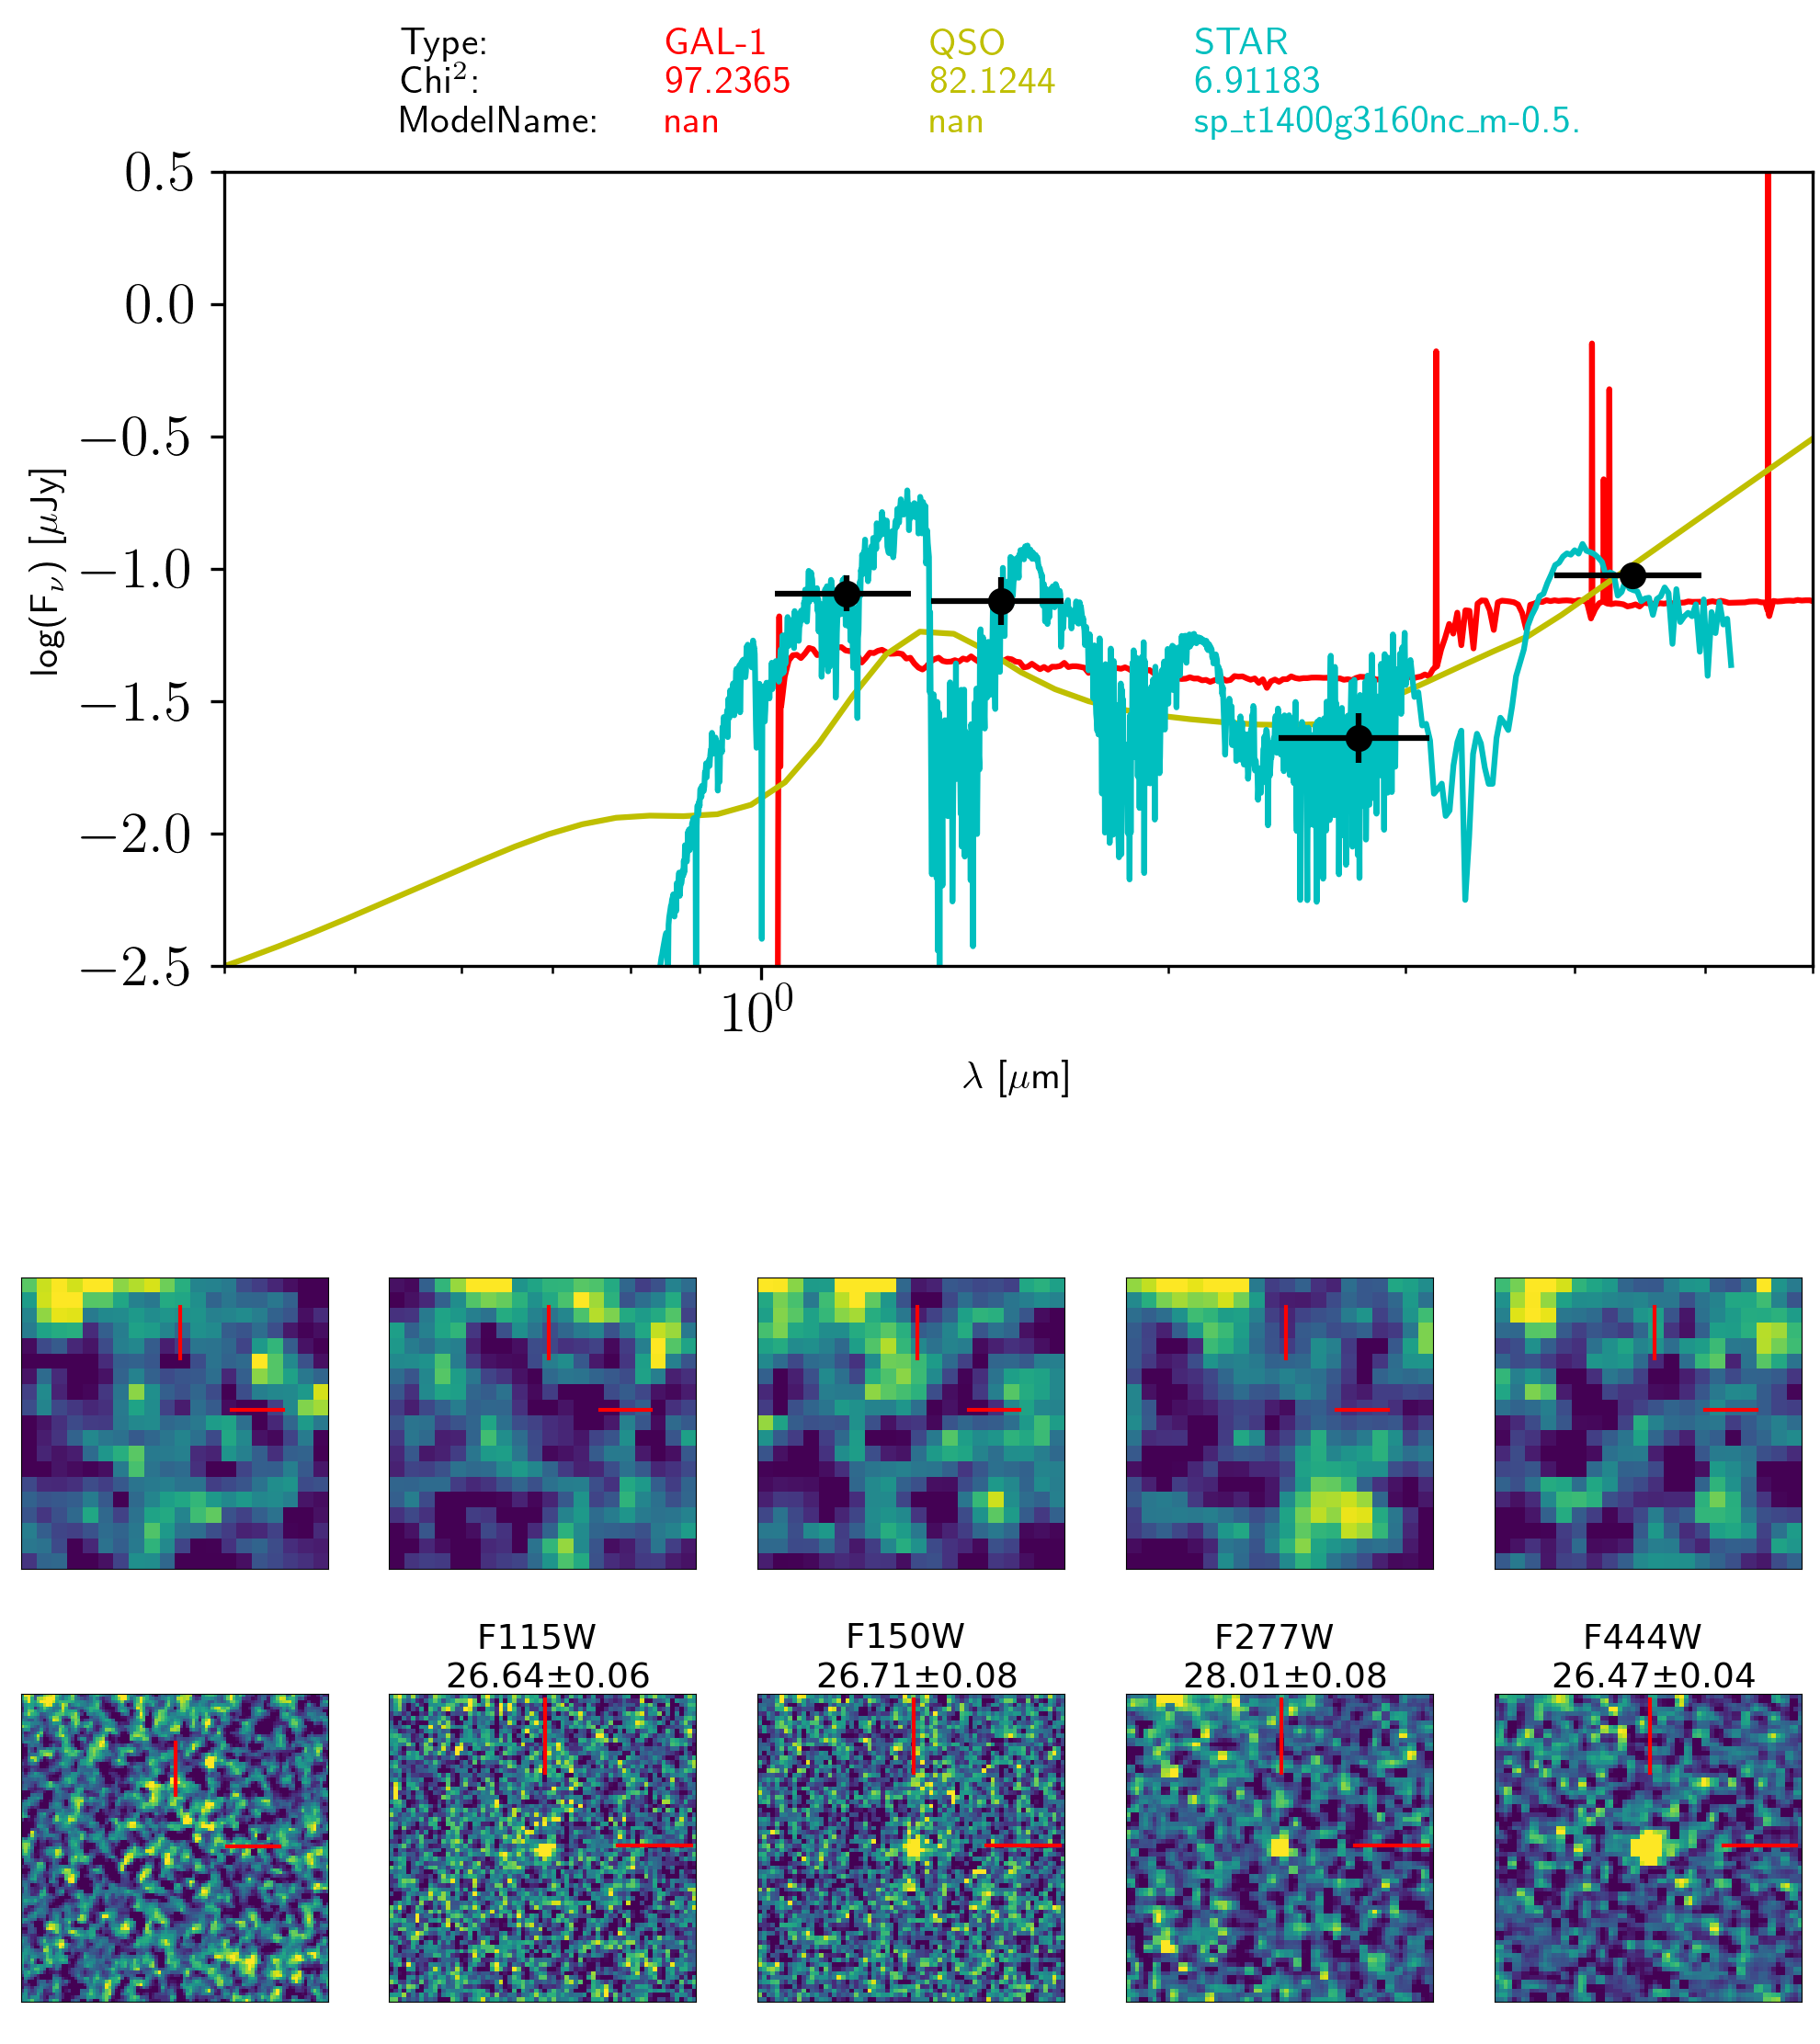 Type: GAL-1 QSO STAR
Chi²: 97.2365 82.1244 6.91183
ModelName: nan nan sp_t1400g3160nc_m-0.5.
0.5
0.0
−0.5
−1.0
−1.5
−2.0
−2.5
log(Fν) [μJy]
10⁰
λ [μm]
F115W F150W F277W F444W
26.64±0.06 26.71±0.08 28.01±0.08 26.47±0.04